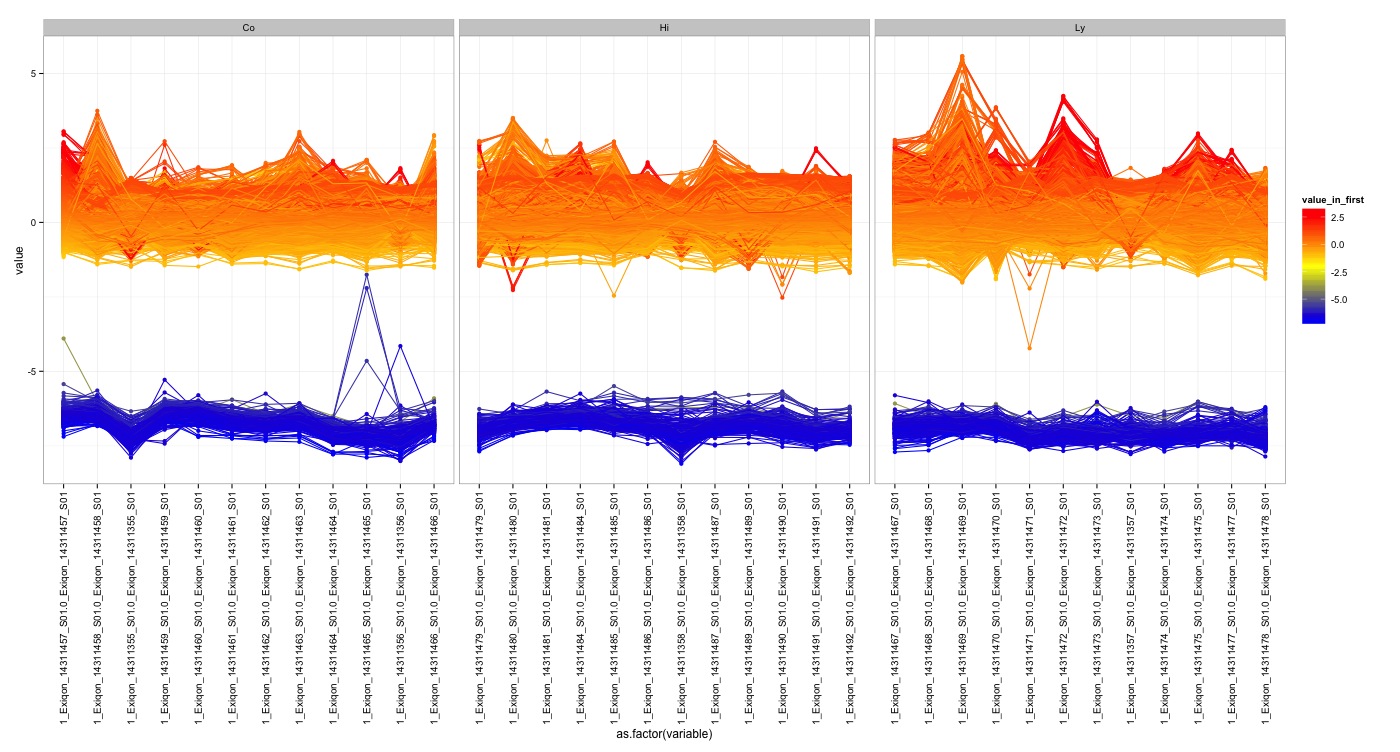 Co
Hi
Ly
value
5
0
-5
1_Exiqon_14311457_S01.0_Exiqon_14311457_S01
1_Exiqon_14311458_S01.0_Exiqon_14311458_S01
1_Exiqon_14311355_S01.0_Exiqon_14311355_S01
1_Exiqon_14311459_S01.0_Exiqon_14311459_S01
1_Exiqon_14311460_S01.0_Exiqon_14311460_S01
1_Exiqon_14311461_S01.0_Exiqon_14311461_S01
1_Exiqon_14311462_S01.0_Exiqon_14311462_S01
1_Exiqon_14311463_S01.0_Exiqon_14311463_S01
1_Exiqon_14311464_S01.0_Exiqon_14311464_S01
1_Exiqon_14311465_S01.0_Exiqon_14311465_S01
1_Exiqon_14311356_S01.0_Exiqon_14311356_S01
1_Exiqon_14311466_S01.0_Exiqon_14311466_S01
1_Exiqon_14311479_S01.0_Exiqon_14311479_S01
1_Exiqon_14311480_S01.0_Exiqon_14311480_S01
1_Exiqon_14311481_S01.0_Exiqon_14311481_S01
1_Exiqon_14311484_S01.0_Exiqon_14311484_S01
1_Exiqon_14311485_S01.0_Exiqon_14311485_S01
1_Exiqon_14311486_S01.0_Exiqon_14311486_S01
1_Exiqon_14311358_S01.0_Exiqon_14311358_S01
1_Exiqon_14311487_S01.0_Exiqon_14311487_S01
1_Exiqon_14311489_S01.0_Exiqon_14311489_S01
1_Exiqon_14311490_S01.0_Exiqon_14311490_S01
1_Exiqon_14311491_S01.0_Exiqon_14311491_S01
1_Exiqon_14311492_S01.0_Exiqon_14311492_S01
1_Exiqon_14311467_S01.0_Exiqon_14311467_S01
1_Exiqon_14311468_S01.0_Exiqon_14311468_S01
1_Exiqon_14311469_S01.0_Exiqon_14311469_S01
1_Exiqon_14311470_S01.0_Exiqon_14311470_S01
1_Exiqon_14311471_S01.0_Exiqon_14311471_S01
1_Exiqon_14311472_S01.0_Exiqon_14311472_S01
1_Exiqon_14311473_S01.0_Exiqon_14311473_S01
1_Exiqon_14311357_S01.0_Exiqon_14311357_S01
1_Exiqon_14311474_S01.0_Exiqon_14311474_S01
1_Exiqon_14311475_S01.0_Exiqon_14311475_S01
1_Exiqon_14311477_S01.0_Exiqon_14311477_S01
1_Exiqon_14311478_S01.0_Exiqon_14311478_S01
as.factor(variable)
value_in_first
2.5
0.0
-2.5
-5.0